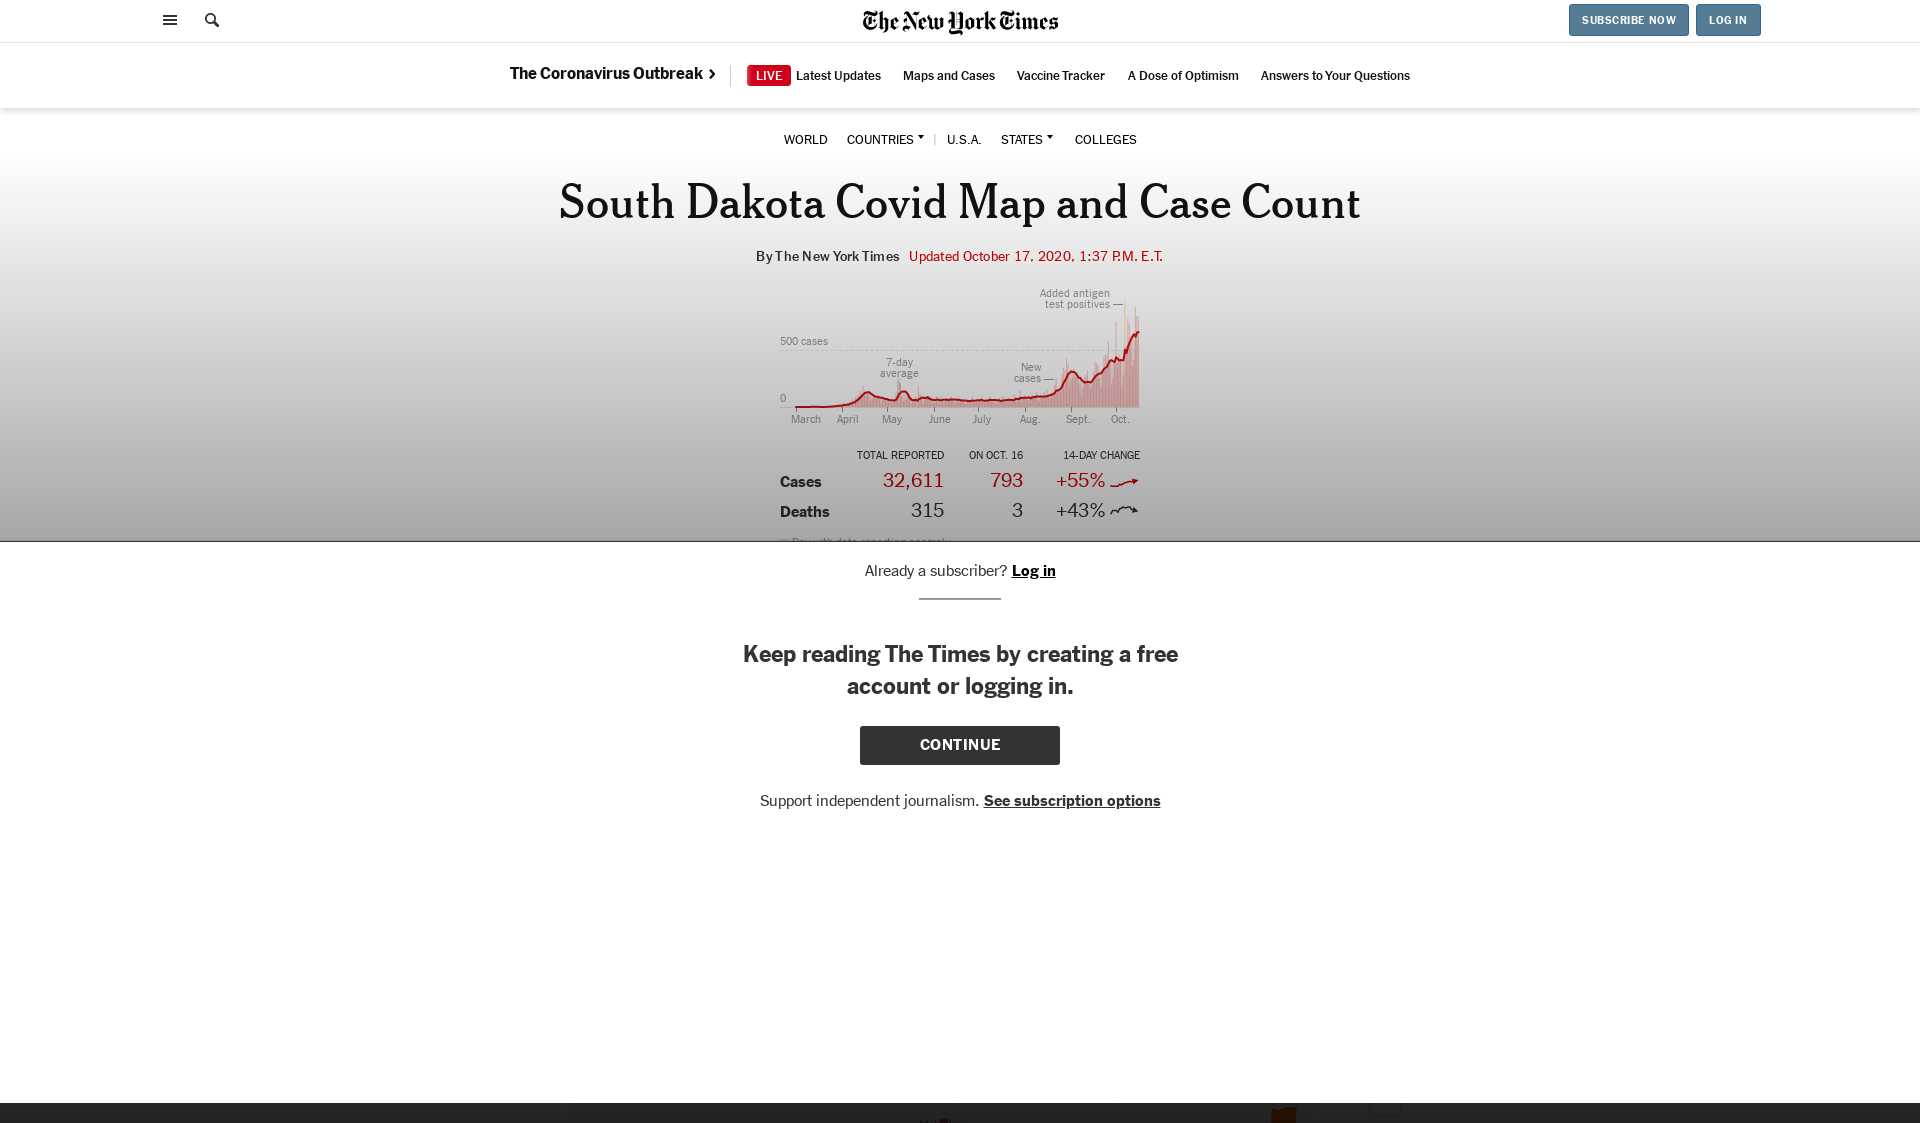 The New York Times
SUBSCRIBE NOW
LOG IN
The Coronavirus Outbreak ›
LIVE Latest Updates
Maps and Cases
Vaccine Tracker
A Dose of Optimism
Answers to Your Questions
WORLD
COUNTRIES
U.S.A.
STATES
COLLEGES
South Dakota Covid Map and Case Count
By The New York Times Updated October 17, 2020, 1:37 P.M. E.T.
Added antigen
test positives
500 cases
7-day
average
New
cases
0
March April May June July Aug. Sept. Oct.
TOTAL REPORTED ON OCT. 16 14-DAY CHANGE
Cases 32,611 793 +55%
Deaths 315 3 +43%
Already a subscriber? Log in
Keep reading The Times by creating a free
account or logging in.
CONTINUE
Support independent journalism. See subscription options